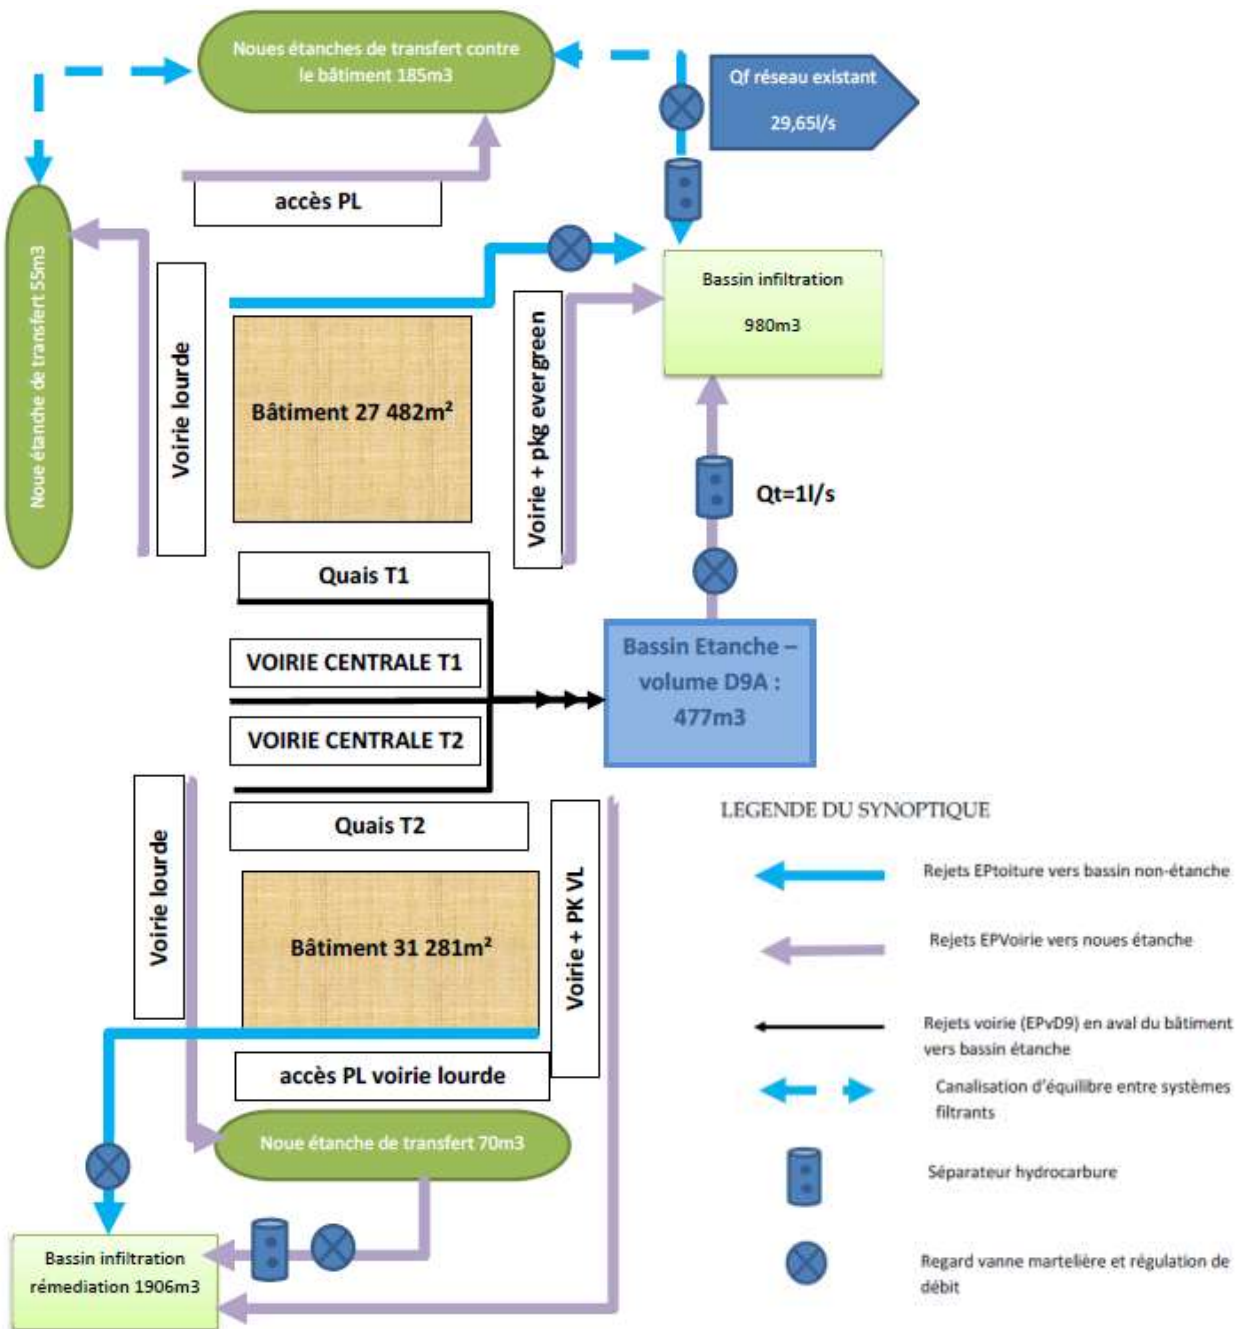 Noues étanches de transfert contre
le bâtiment 185m3
Qf réseau existant
29,65l/s
accès PL
Noue étanche de transfert 55m3
Voirie lourde
Bâtiment 27 482m²
Voirie + pkg evergreen
Bassin infiltration
980m3
Qt=1l/s
Quais T1
VOIRIE CENTRALE T1
VOIRIE CENTRALE T2
Bassin Etanche –
volume D9A :
477m3
Quais T2
Voirie lourde
Bâtiment 31 281m²
Voirie + PK VL
accès PL voirie lourde
Noue étanche de transfert 70m3
Bassin infiltration
rémediation 1906m3
LEGENDE DU SYNOPTIQUE
Rejets EPtoiture vers bassin non-étanche
Rejets EPVoirie vers noues étanche
Rejets voirie (EPvD9) en aval du bâtiment
vers bassin étanche
Canalisation d'équilibre entre systèmes
filtrants
Séparateur hydrocarbure
Regard vanne martelière et régulation de
débit